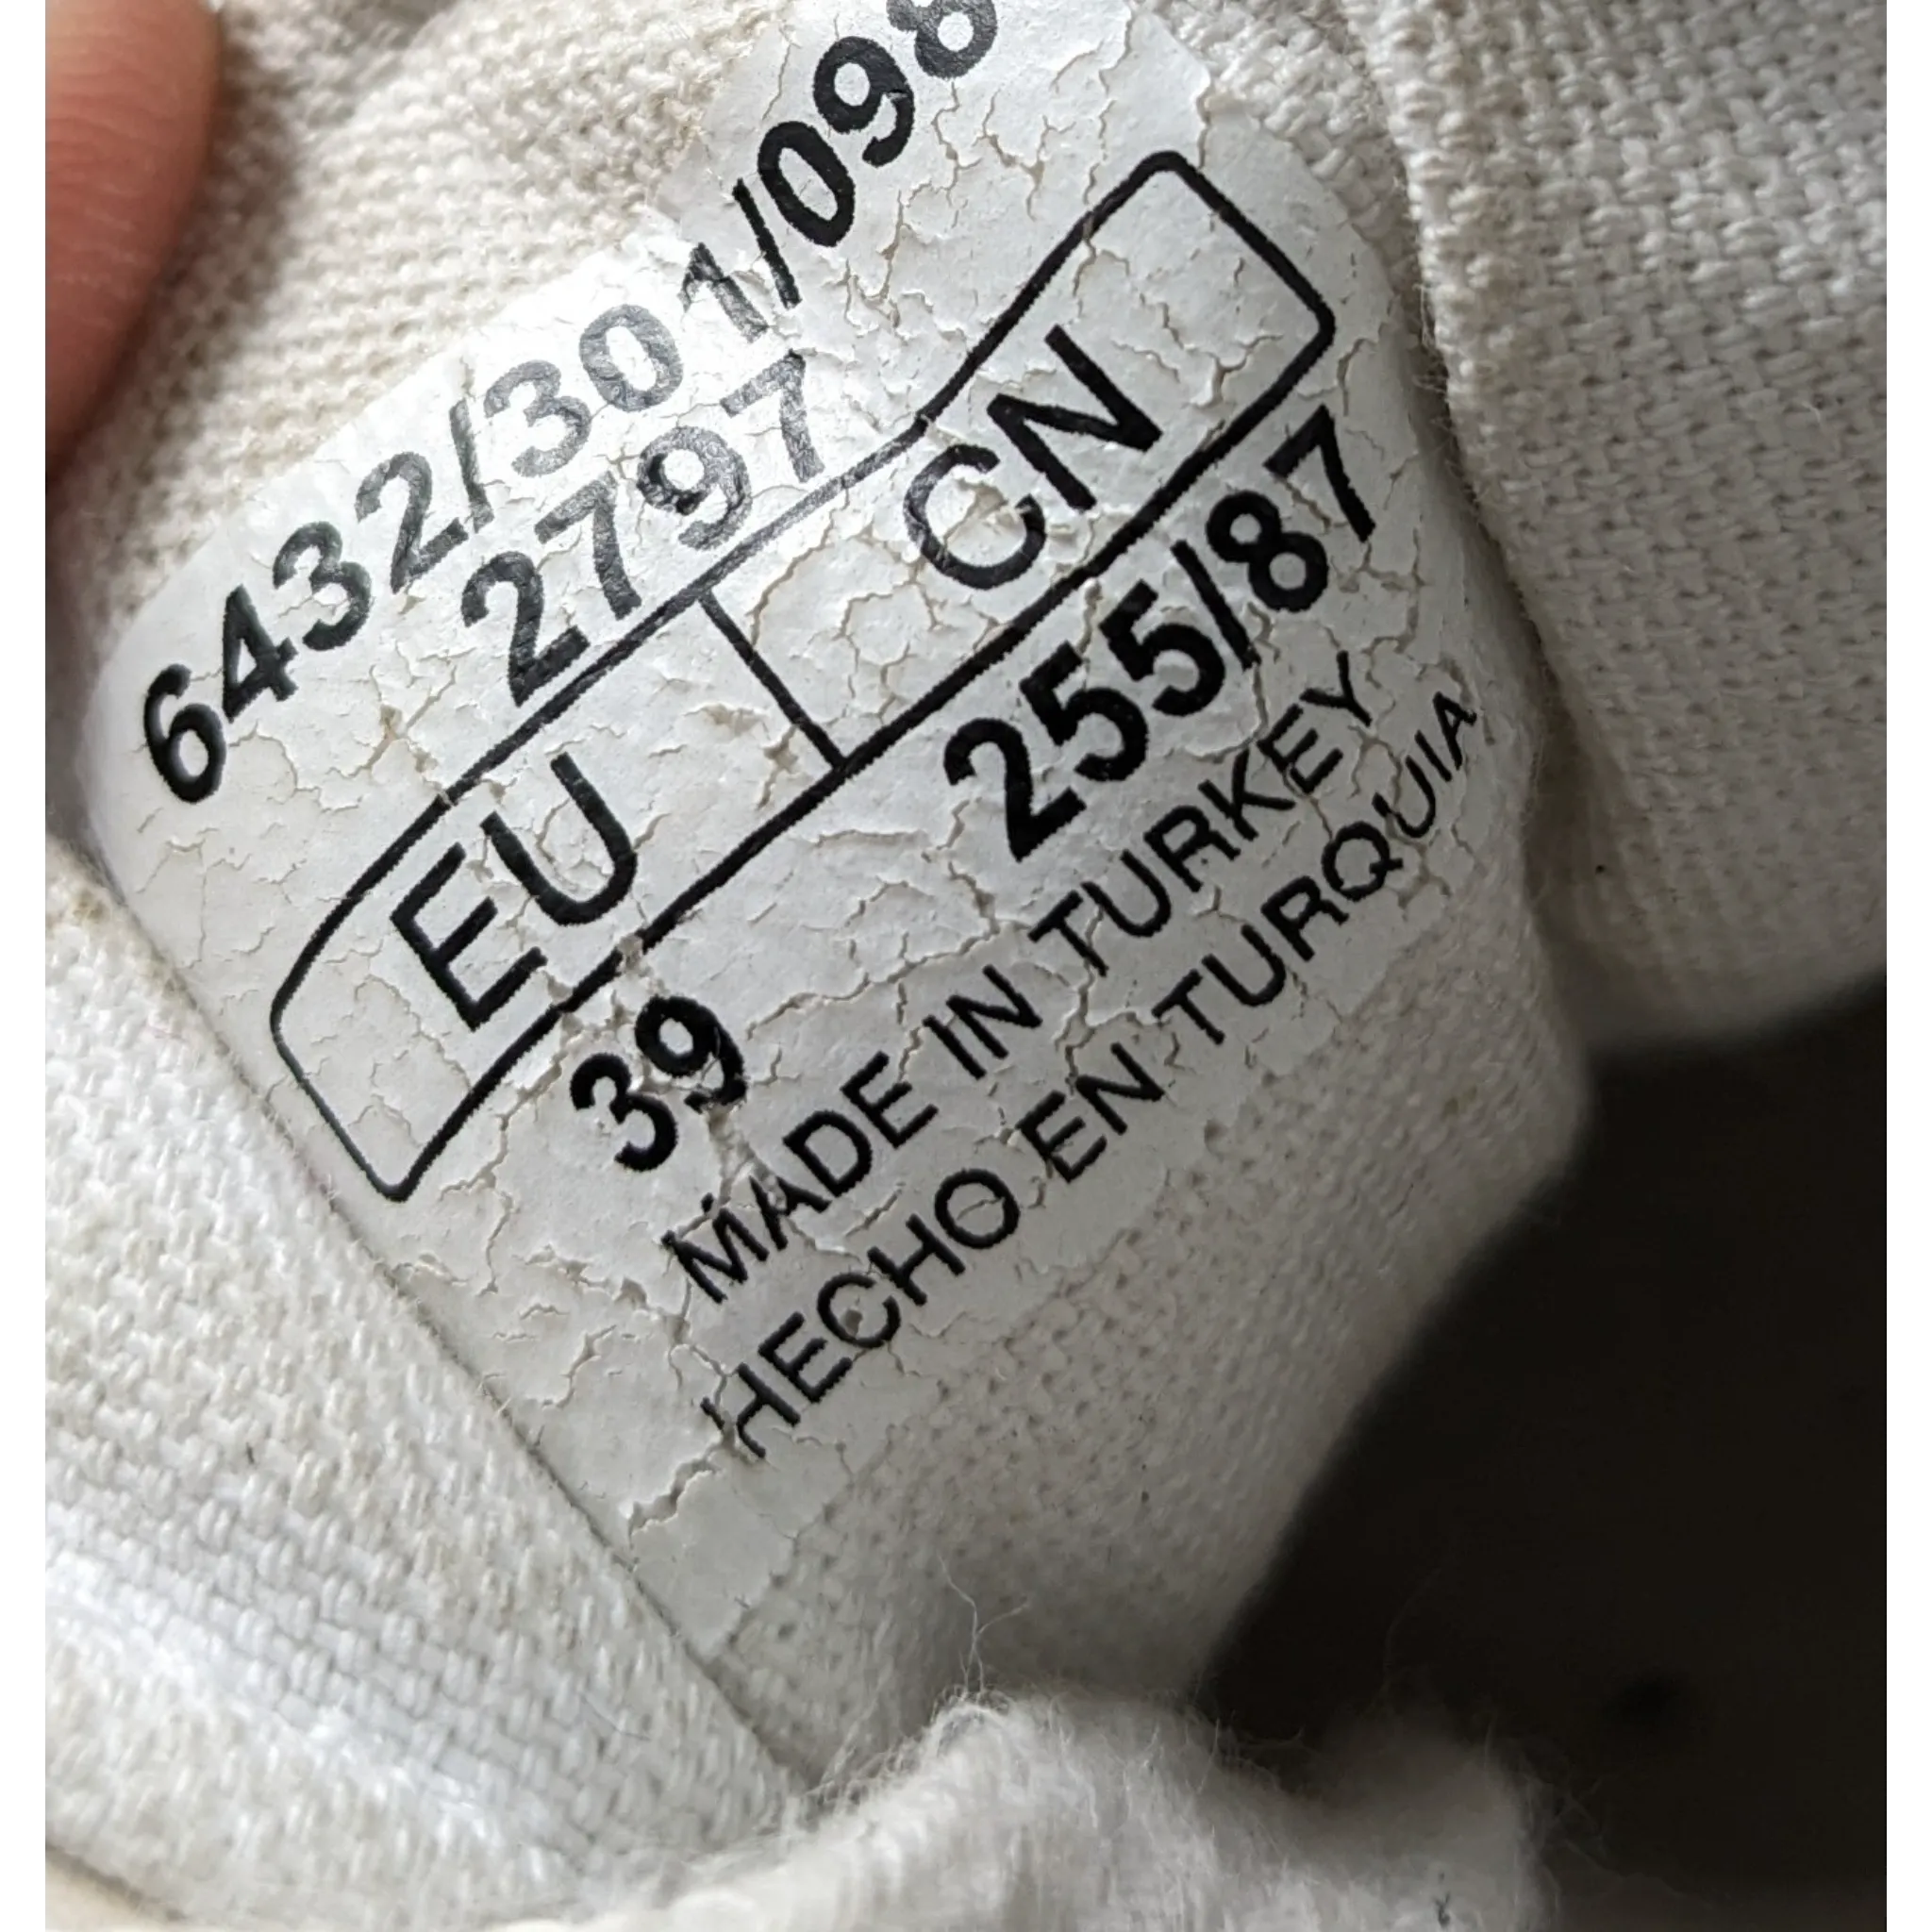 6432/301/098
2797
EU CN
39 255/87
MADE IN TURKEY
HECHO EN TURQUIA